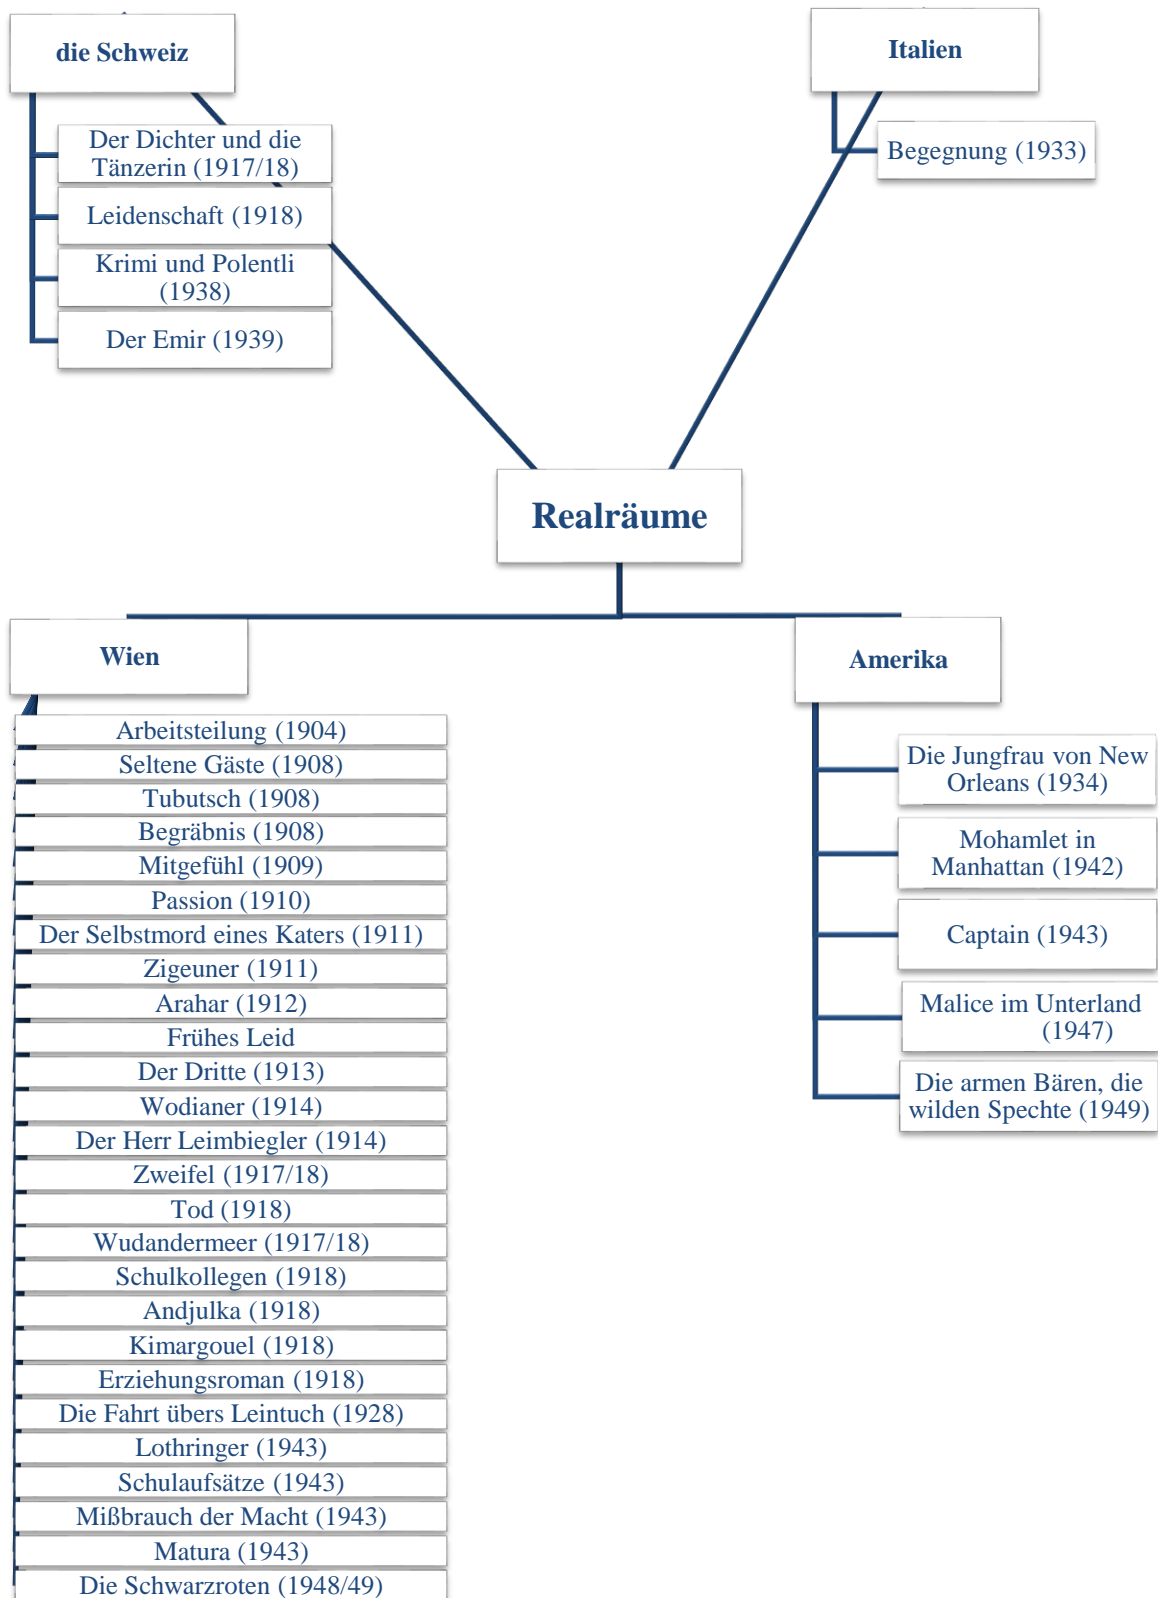 die Schweiz
Der Dichter und die
Tänzerin (1917/18)
Leidenschaft (1918)
Krimi und Polentli
(1938)
Der Emir (1939)
Italien
Begegnung (1933)
Realräume
Wien
Arbeitsteilung (1904)
Seltene Gäste (1908)
Tubutsch (1908)
Begräbnis (1908)
Mitgefühl (1909)
Passion (1910)
Der Selbstmord eines Katers (1911)
Zigeuner (1911)
Arahar (1912)
Frühes Leid
Der Dritte (1913)
Wodianer (1914)
Der Herr Leimbiegler (1914)
Zweifel (1917/18)
Tod (1918)
Wudandermeer (1917/18)
Schulkollegen (1918)
Andjulka (1918)
Kimargouel (1918)
Erziehungsroman (1918)
Die Fahrt übers Leintuch (1928)
Lothringer (1943)
Schulaufsätze (1943)
Mißbrauch der Macht (1943)
Matura (1943)
Die Schwarzroten (1948/49)
Amerika
Die Jungfrau von New
Orleans (1934)
Mohamlet in
Manhattan (1942)
Captain (1943)
Malice im Unterland
(1947)
Die armen Bären, die
wilden Spechte (1949)